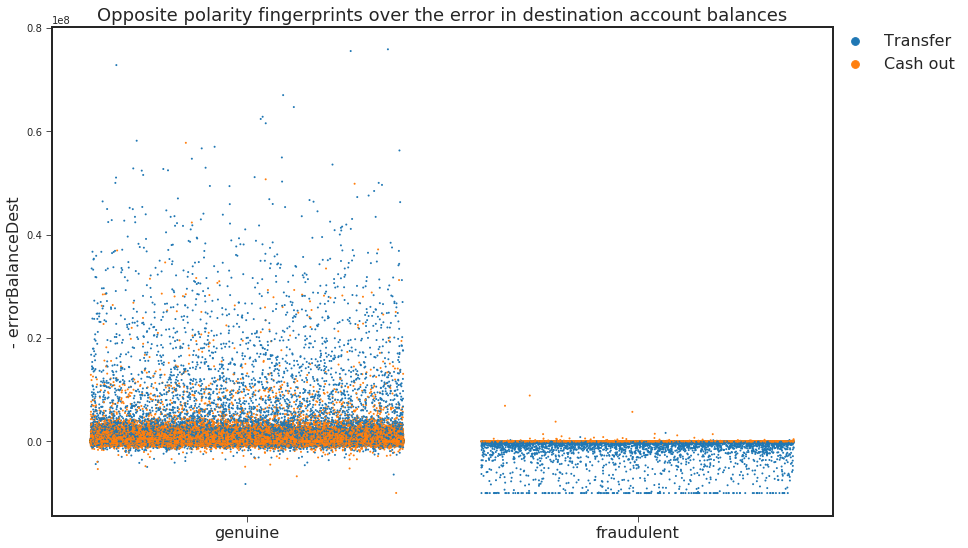 Opposite polarity fingerprints over the error in destination account balances
1e8
Transfer
Cash out
0.8
0.6
0.4
0.2
0.0
- errorBalanceDest
genuine
fraudulent